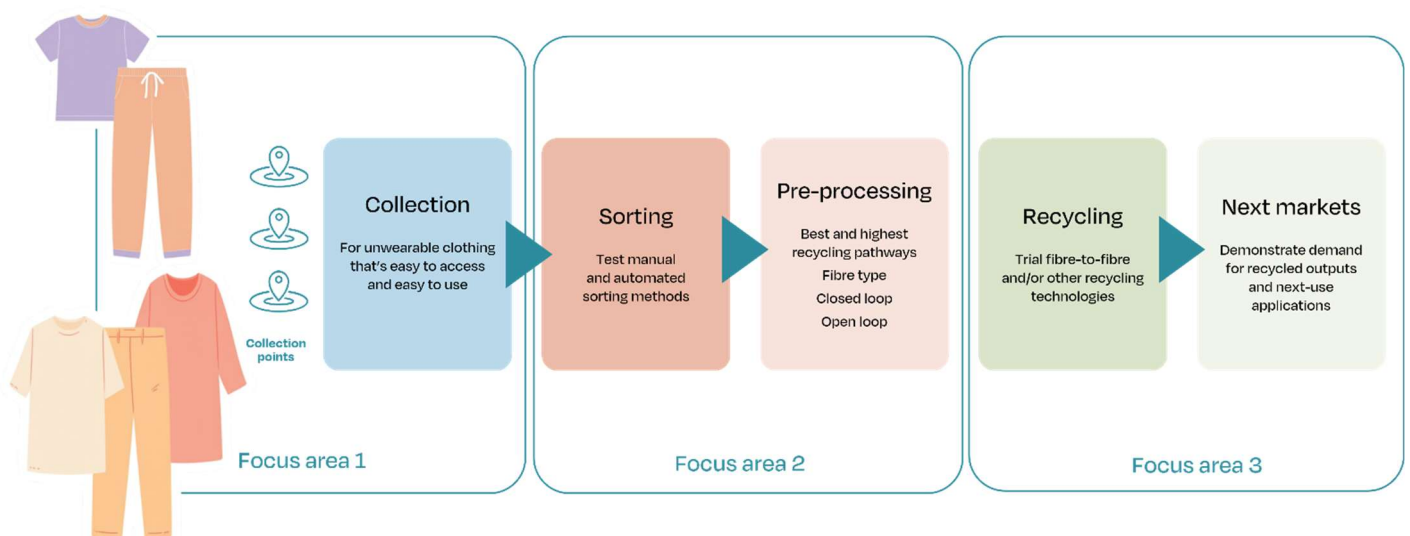 Collection
points
Collection
For unwearable clothing
that's easy to access
and easy to use
Focus area 1
Sorting
Test manual
and automated
sorting methods
Pre-processing
Best and highest
recycling pathways
Fibre type
Closed loop
Open loop
Focus area 2
Recycling
Trial fibre-to-fibre
and/or other recycling
technologies
Next markets
Demonstrate demand
for recycled outputs
and next-use
applications
Focus area 3